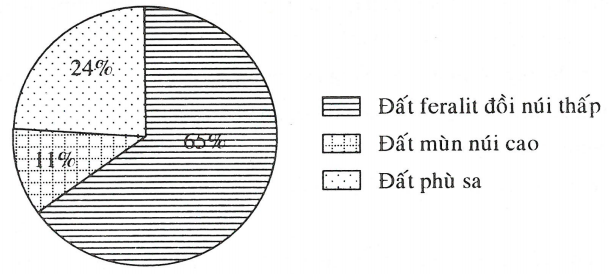 24%
65%
11%
Đất feralit đồi núi thấp
Đất mùn núi cao
Đất phù sa